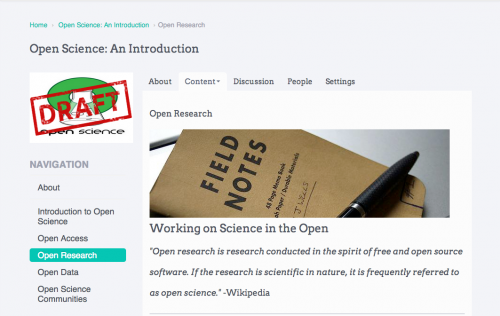 Home › Open Science: An Introduction › Open Research
Open Science: An Introduction
DRAFT
open science
About Content Discussion People Settings
NAVIGATION
About
Introduction to Open
Science
Open Access
Open Research
Open Data
Open Science
Communities
Open Research
FIELD
NOTES
48 Page Memo Book
Durable Materials
Working on Science in the Open
"Open research is research conducted in the spirit of free and open source
software. If the research is scientific in nature, it is frequently referred to
as open science." -Wikipedia